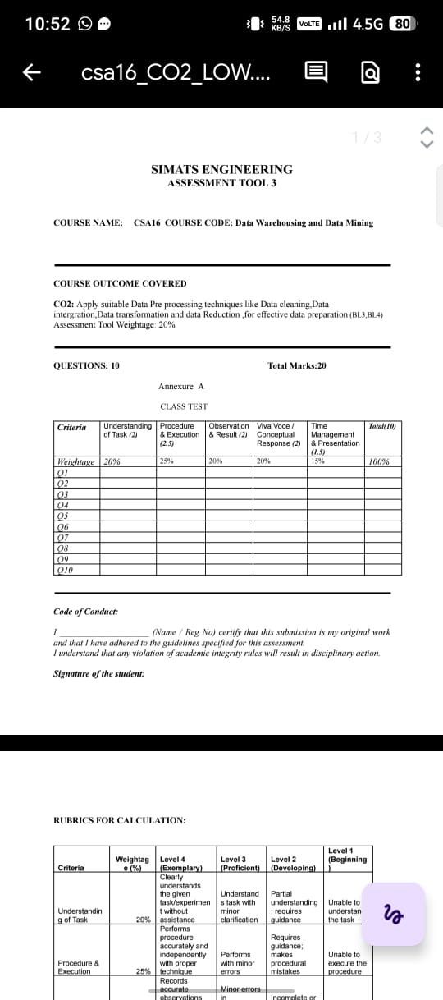 10:52
54.8
KB/S
VoLTE
4.5G
80
csa16_CO2_LOW....
1/3
SIMATS ENGINEERING
ASSESSMENT TOOL 3
COURSE NAME: CSA16 COURSE CODE: Data Warehousing and Data Mining
COURSE OUTCOME COVERED
CO2: Apply suitable Data Pre processing techniques like Data cleaning,Data
intergration,Data transformation and data Reduction ,for effective data preparation (BL3,BL4)
Assessment Tool Weightage: 20%
QUESTIONS: 10 Total Marks:20
Annexure A
CLASS TEST
Criteria
Understanding
of Task (2)
Procedure
& Execution
(2.5)
Observation
& Result (2)
Viva Voce /
Conceptual
Response (2)
Time
Management
& Presentation
(1.5)
Total(10)
Weightage 20% 25% 20% 20% 15% 100%
Q1
Q2
Q3
Q4
Q5
Q6
Q7
Q8
Q9
Q10
Code of Conduct:
I ____________________ (Name / Reg No) certify that this submission is my original work
and that I have adhered to the guidelines specified for this assessment.
I understand that any violation of academic integrity rules will result in disciplinary action.
Signature of the student:
RUBRICS FOR CALCULATION:
Criteria
Weightag
e (%)
Level 4
(Exemplary)
Level 3
(Proficient)
Level 2
(Developing)
Level 1
(Beginning
)
Understandin
g of Task
20%
Clearly
understands
the given
task/experimen
t without
assistance
Understand
s task with
minor
clarification
Partial
understanding
; requires
guidance
Unable to
understan
the task
Procedure &
Execution
25%
Performs
procedure
accurately and
independently
with proper
technique
Performs
with minor
errors
Requires
guidance;
makes
procedural
mistakes
Unable to
execute the
procedure
Records
accurate
observations
Minor errors
in
Incomplete or